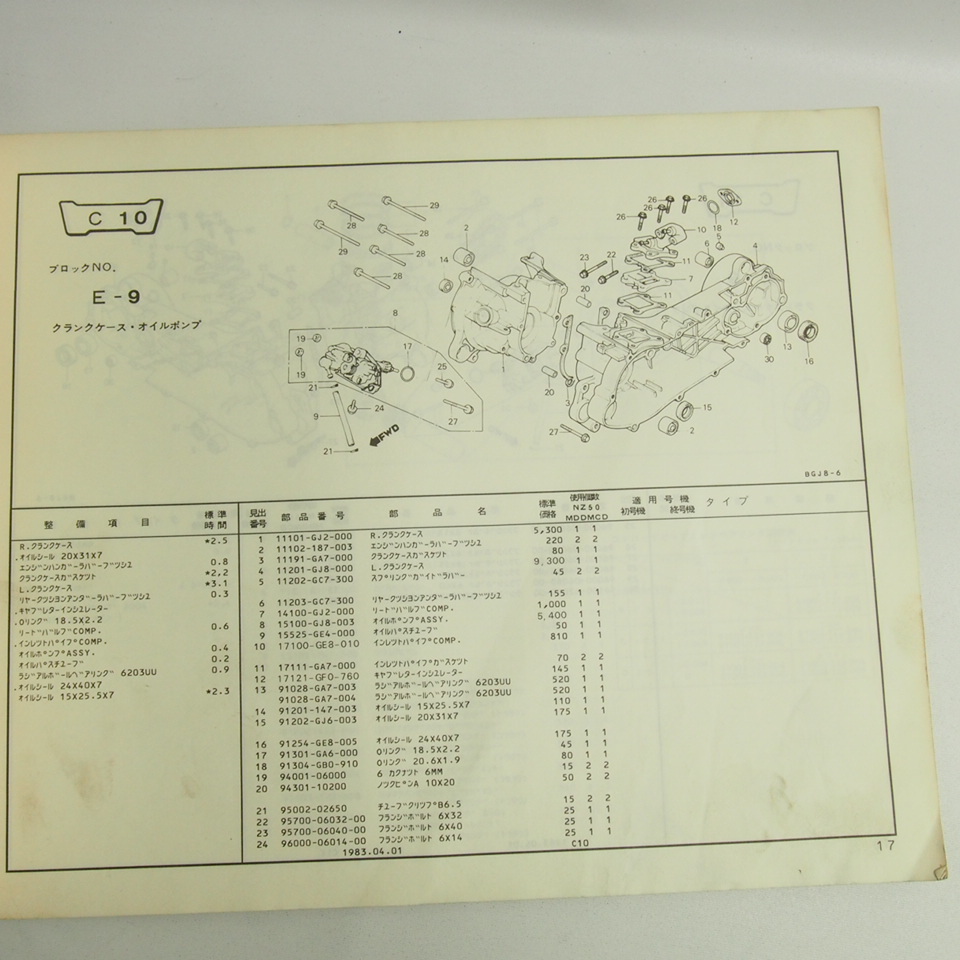 C 10
ブロックNO.
E-9
クランクケース・オイルポンプ
FWD
BGJ8-6
整備項目 標準時間
R.クランクケース *2.5
.オイルシール 20X31X7
エンジンハンガーラバーブッシュ 0.8
クランクケースガスケット *2.2
L.クランクケース *3.1
リヤークッションアンダーラバーブッシュ 0.3
.キャブレターインシュレーター
.Oリング 18.5X2.2
リードバルブCOMP. 0.6
.インレットパイプCOMP.
オイルポンプASSY. 0.4
オイルパスチューブ 0.2
ラジアルボールベアリング 6203UU 0.9
.オイルシール 24X40X7
オイルシール 15X25.5X7 *2.3
見出番号 部品番号 部品名 標準価格 使用個数 NZ50 MDDMCD 適用号機 初号機 終号機 タイプ
1 11101-GJ2-000 R.クランクケース 5,300 1 1
2 11102-187-003 エンジンハンガーラバーブッシュ 220 2 2
3 11191-GA7-000 クランクケースガスケット 80 1 1
4 11201-GJ8-000 L.クランクケース 9,300 1 1
5 11202-GC7-300 スプリングガイドラバー 45 2 2
6 11203-GC7-300 リヤークッションアンダーラバーブッシュ 155 1 1
7 14100-GJ2-000 リードバルブCOMP. 1,000 1 1
8 15100-GJ8-003 オイルポンプASSY. 5,400 1 1
9 15525-GE4-000 オイルパスチューブ 50 1 1
10 17100-GE8-010 インレットパイプCOMP. 810 1 1
11 17111-GA7-000 インレットパイプガスケット 70 2 2
12 17121-GF0-760 キャブレターインシュレーター 145 1 1
13 91028-GA7-003 ラジアルボールベアリング 6203UU 520 1 1
91028-GA7-004 ラジアルボールベアリング 6203UU 520 1 1
14 91201-147-003 オイルシール 15X25.5X7 110 1 1
15 91202-GJ6-003 オイルシール 20X31X7 175 1 1
16 91254-GE8-005 オイルシール 24X40X7 175 1 1
17 91301-GA6-000 Oリング 18.5X2.2 45 1 1
18 91304-GB0-910 Oリング 20.6X1.9 80 1 1
19 94001-06000 6カクナット 6MM 15 2 2
20 94301-10200 ノックピンA 10X20 50 2 2
21 95002-02650 チューブクリップB6.5 15 2 2
22 95700-06032-00 フランジボルト 6X32 25 1 1
23 95700-06040-00 フランジボルト 6X40 25 1 1
24 96000-06014-00 フランジボルト 6X14 25 1 1
1983.04.01 C10
17